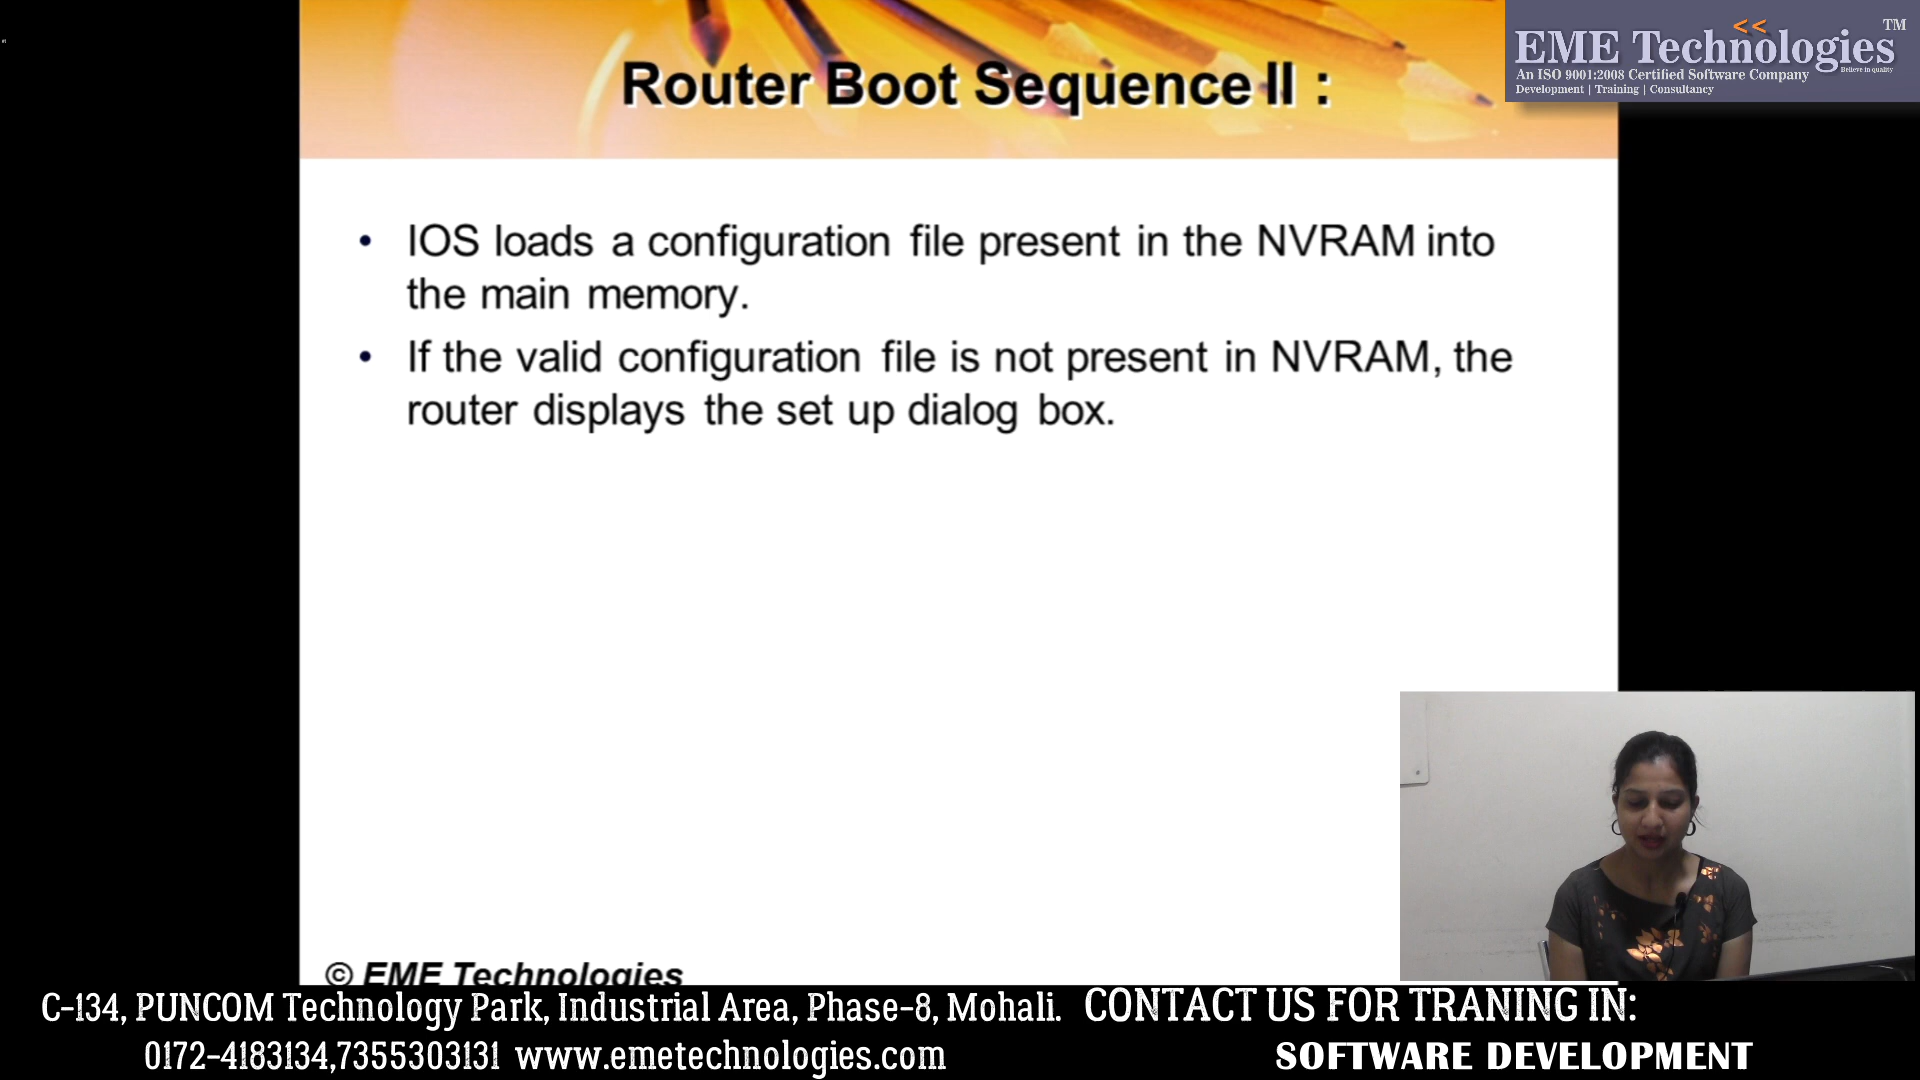 <<
TM
EME Technologies
Believe in quality
An ISO 9001:2008 Certified Software Company
Development | Training | Consultancy
Router Boot Sequence II :
• IOS loads a configuration file present in the NVRAM into
the main memory.
• If the valid configuration file is not present in NVRAM, the
router displays the set up dialog box.
© EME Technologies
C-134, PUNCOM Technology Park, Industrial Area, Phase-8, Mohali.
0172-4183134,7355303131 www.emetechnologies.com
CONTACT US FOR TRANING IN:
SOFTWARE DEVELOPMENT